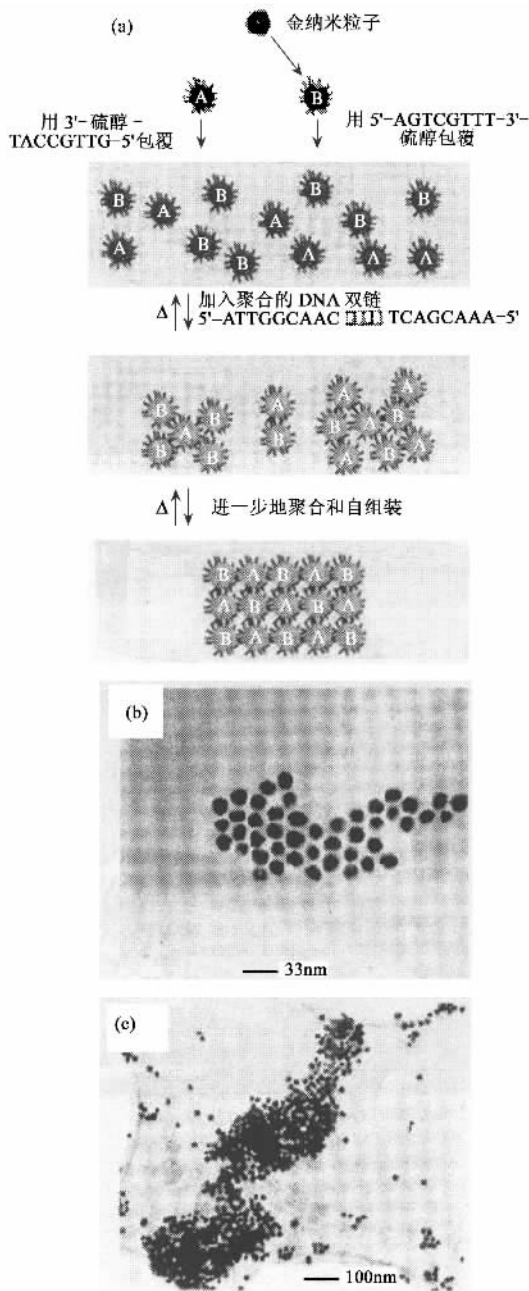 (a)
金纳米粒子
A
B
用 3'-硫醇-
TACCGTTG-5'包覆
用 5'-AGTCGTTT-3'-
硫醇包覆
B A B A B B B
A B B A A A
Δ
加入聚合的 DNA 双链
5'-ATTGGCAAC TCAGCAAA-5'
B B A B B
A B
A A B A B A B A
Δ
进一步地聚合和自组装
B A B A B
A B A B A
B A B A B
(b)
33nm
(c)
100nm